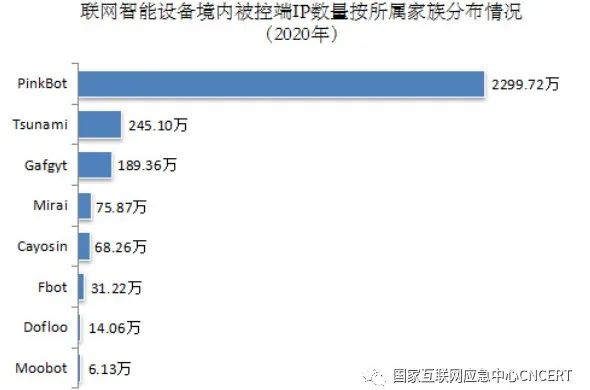 联网智能设备境内被控端IP数量按所属家族分布情况
（2020年）
PinkBot 2299.72万
Tsunami 245.10万
Gafgyt 189.36万
Mirai 75.87万
Cayosin 68.26万
Fbot 31.22万
Dofloo 14.06万
Moobot 6.13万
国家互联网应急中心CNCERT